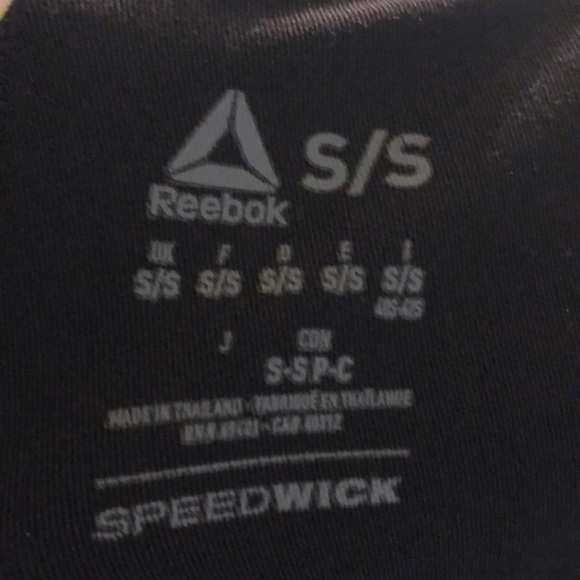 Reebok S/S
UK F D E I
S/S S/S S/S S/S S/S
J CDN
S-S P-C
MADE IN THAILAND - FABRIQUÉ EN THAÏLANDE
SPEEDWICK